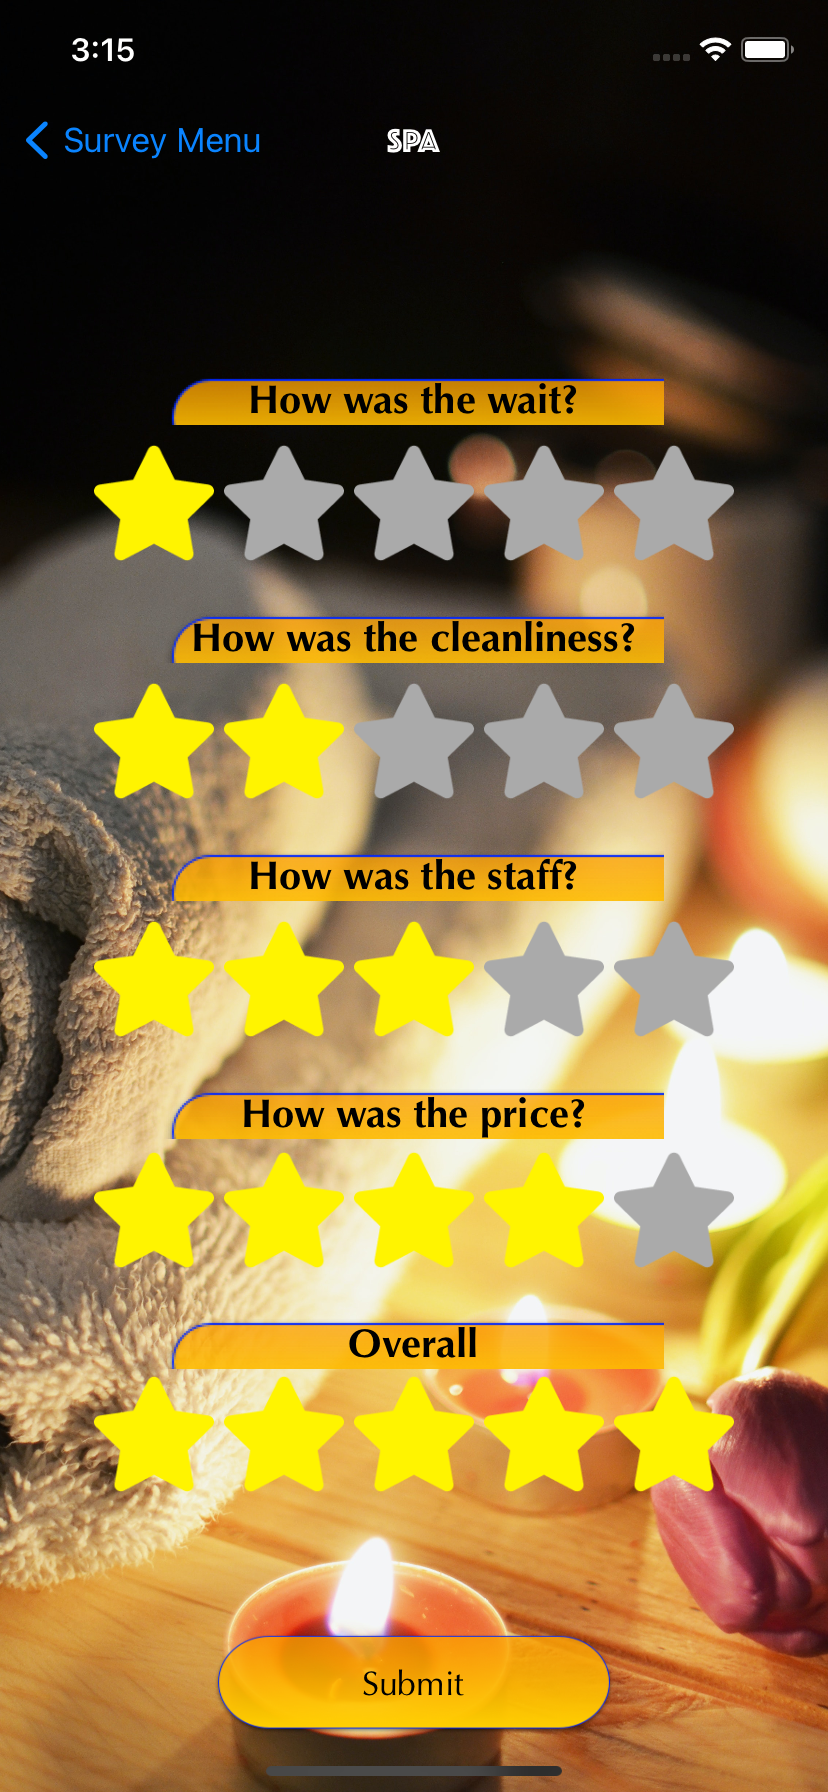 3:15
Survey Menu
SPA
How was the wait?
How was the cleanliness?
How was the staff?
How was the price?
Overall
Submit